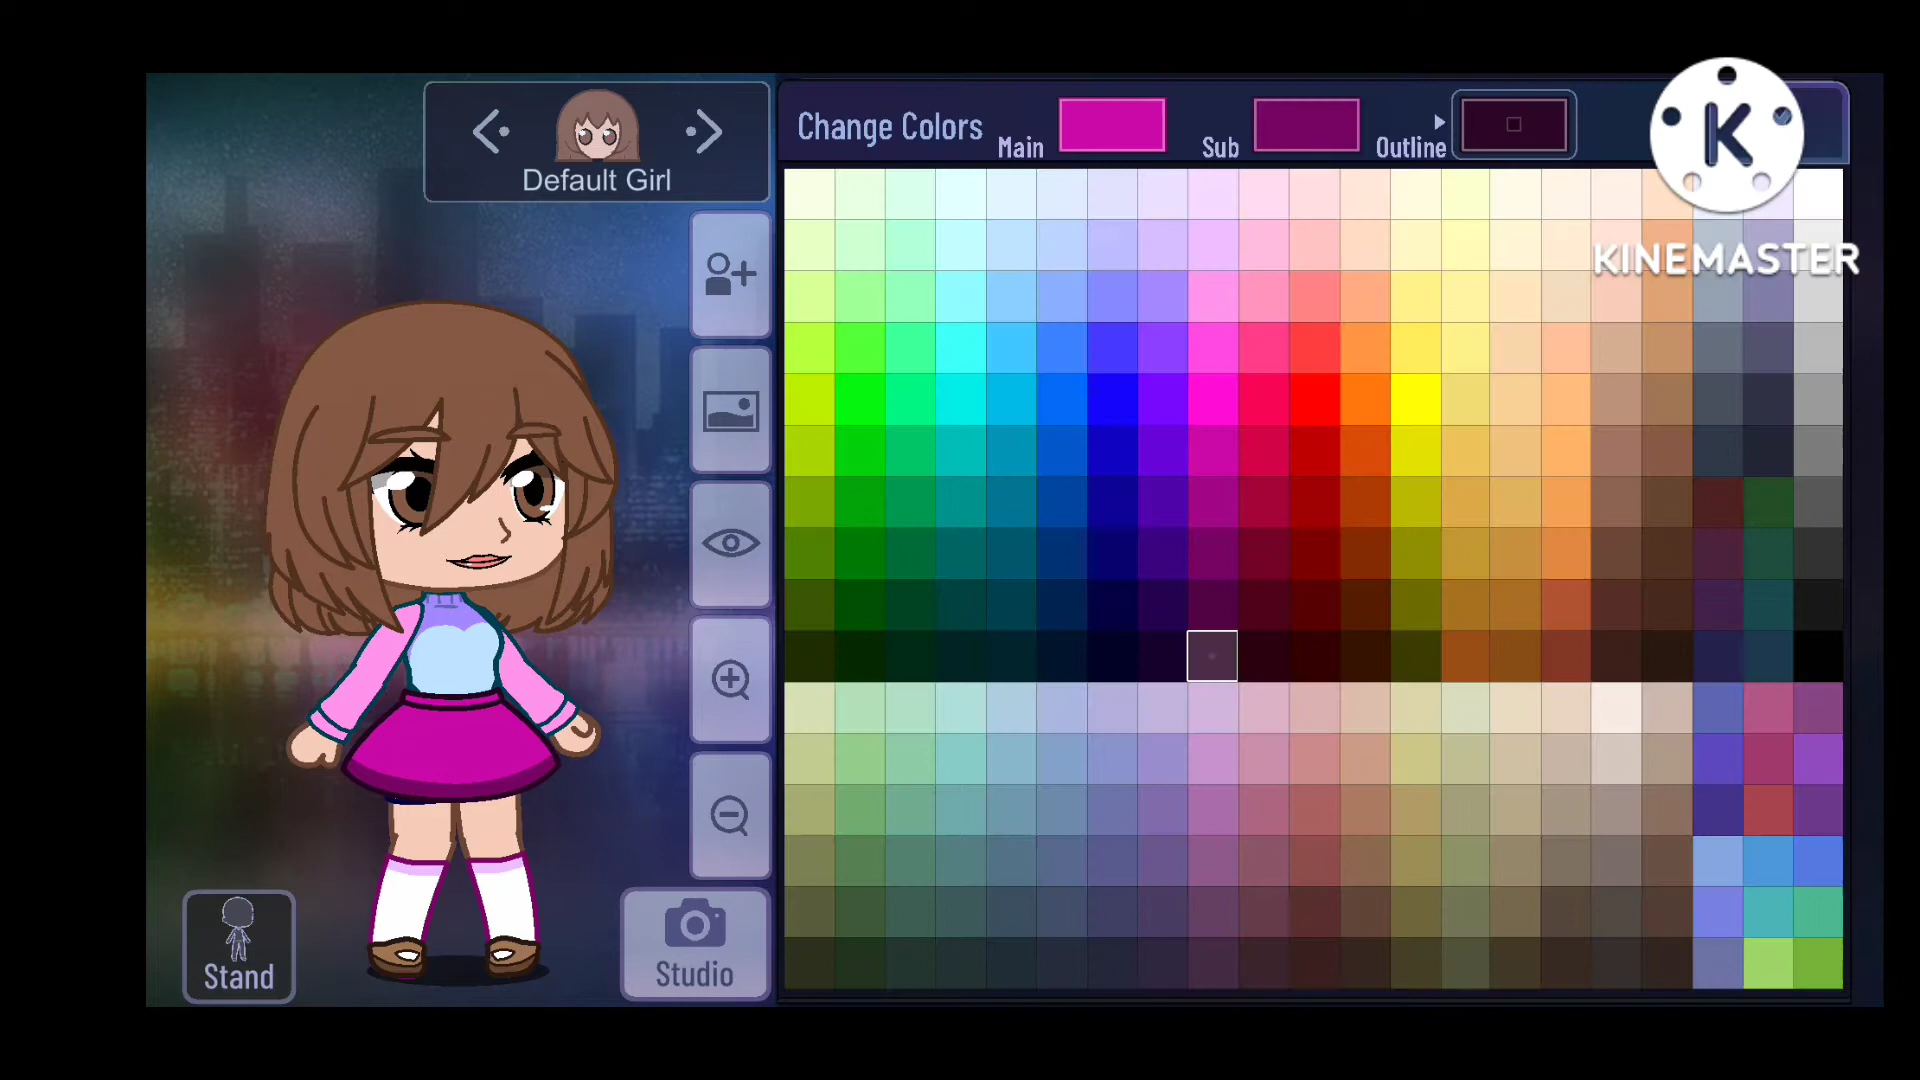 Default Girl
Change Colors
Main
Sub
Outline
K
KINEMASTER
Stand
Studio